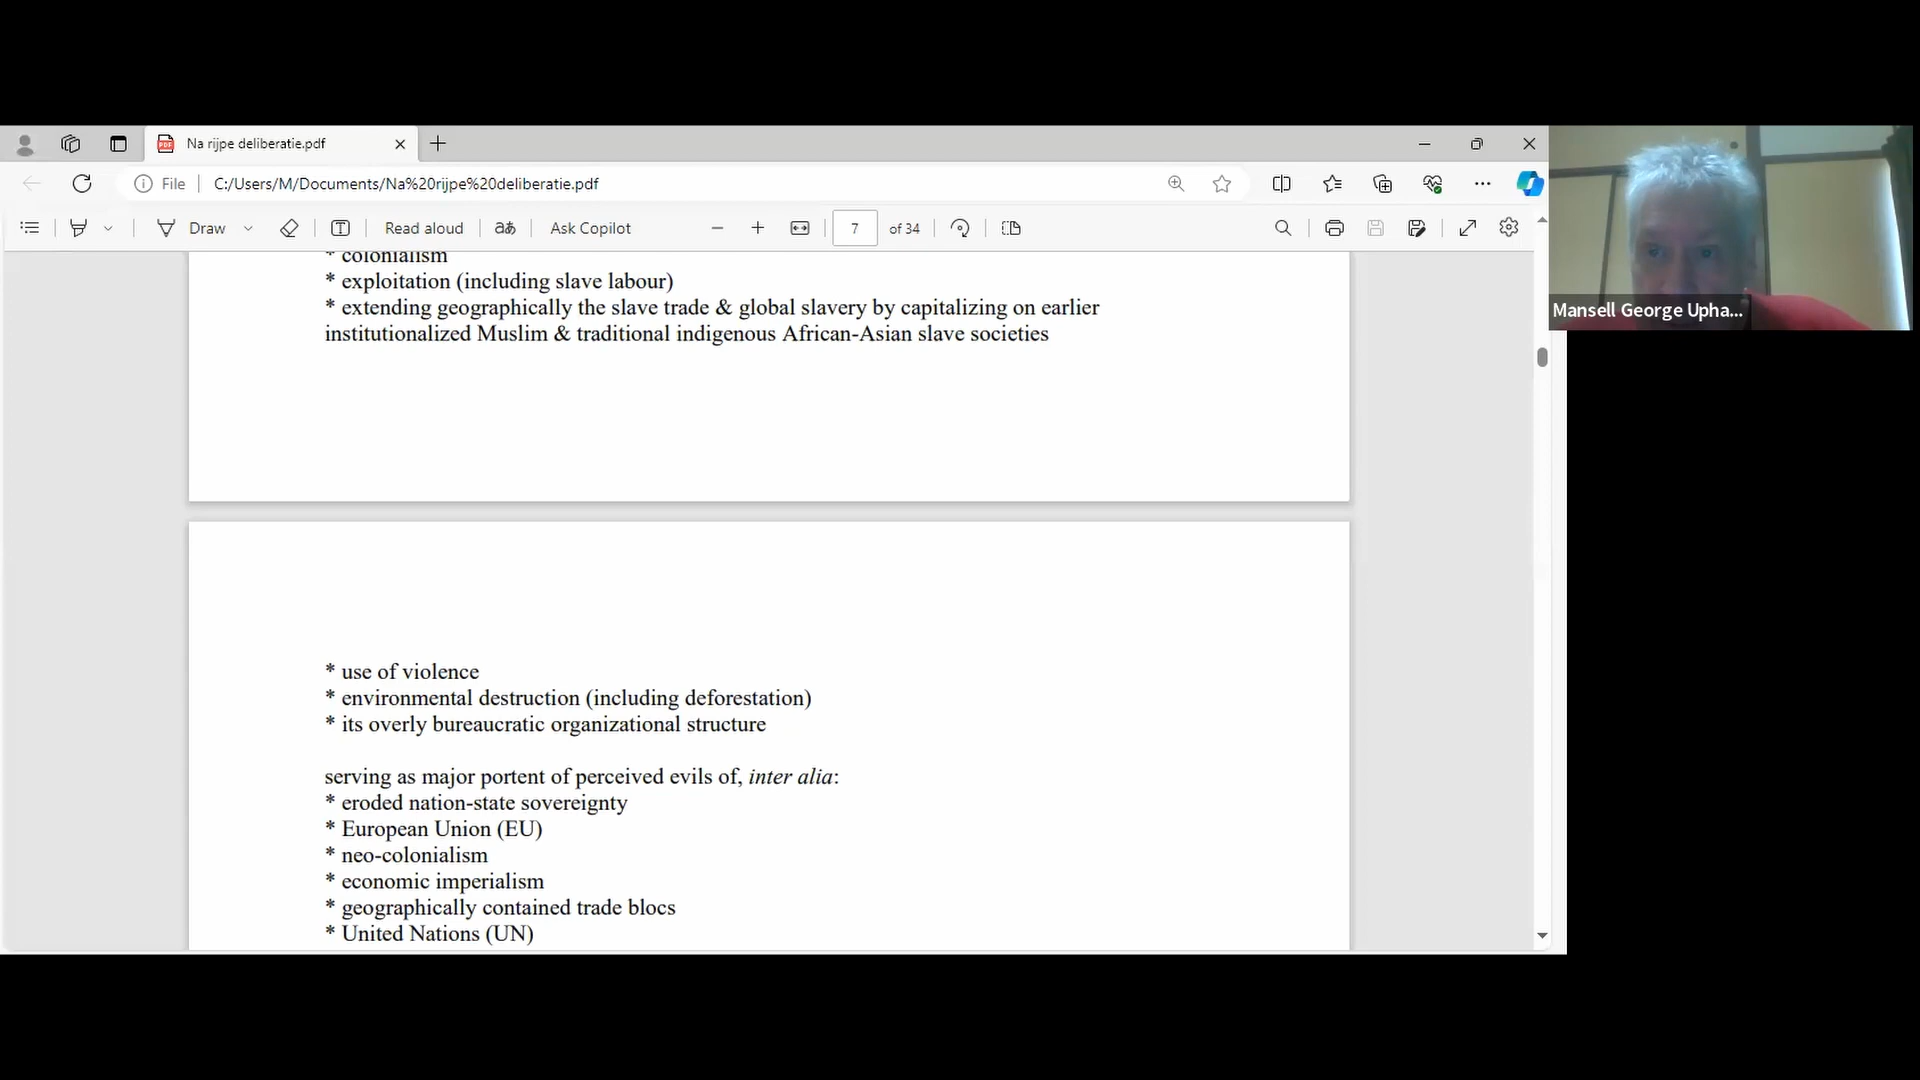 Na rijpe deliberatie.pdf
File
C:/Users/M/Documents/Na%20rijpe%20deliberatie.pdf
Draw
Read aloud
aあ
Ask Copilot
7 of 34
* colonialism
* exploitation (including slave labour)
* extending geographically the slave trade & global slavery by capitalizing on earlier
institutionalized Muslim & traditional indigenous African-Asian slave societies
* use of violence
* environmental destruction (including deforestation)
* its overly bureaucratic organizational structure
serving as major portent of perceived evils of, inter alia:
* eroded nation-state sovereignty
* European Union (EU)
* neo-colonialism
* economic imperialism
* geographically contained trade blocs
* United Nations (UN)
Mansell George Upha...